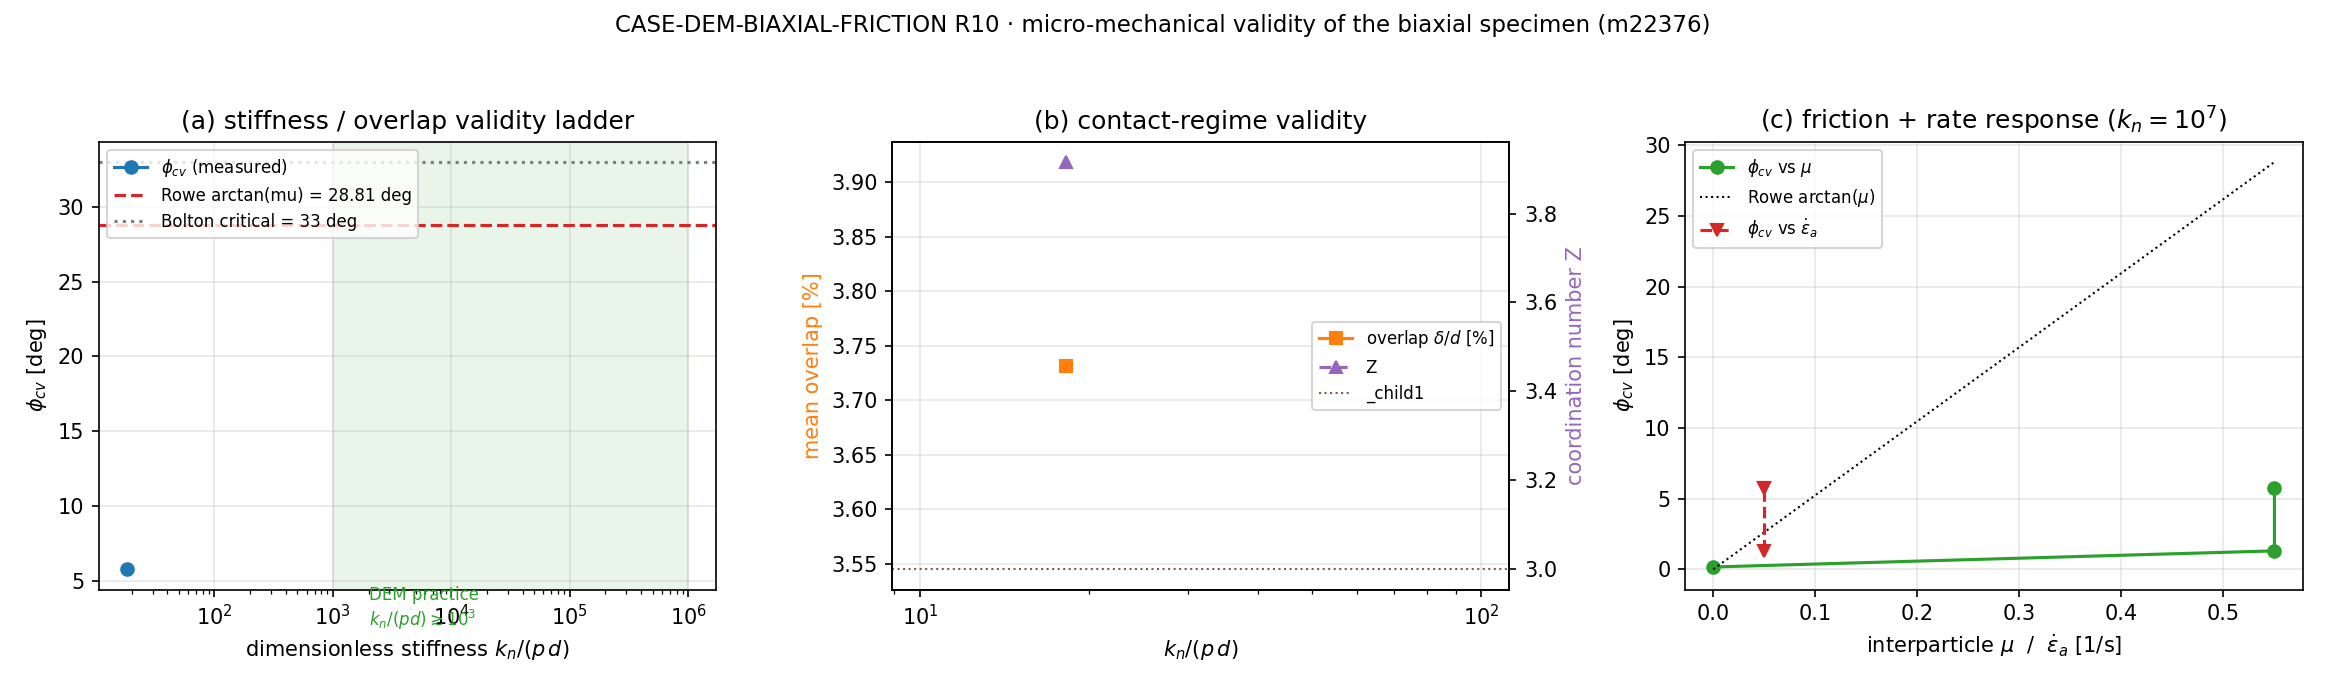 CASE-DEM-BIAXIAL-FRICTION R10 · micro-mechanical validity of the biaxial specimen (m22376)
(a) stiffness / overlap validity ladder
ϕcv (measured)
Rowe arctan(mu) = 28.81 deg
Bolton critical = 33 deg
30
25
20
15
10
5
ϕcv [deg]
DEM practice
kn/(pd) ≥ 10³
10² 10³ 10⁴ 10⁵ 10⁶
dimensionless stiffness kn/(p d)
(b) contact-regime validity
3.90
3.85
3.80
3.75
3.70
3.65
3.60
3.55
mean overlap [%]
overlap δ/d [%]
Z
_child1
3.8
3.6
3.4
3.2
3.0
coordination number Z
10¹ 10²
kn/(p d)
(c) friction + rate response (kn = 10⁷)
ϕcv vs μ
Rowe arctan(μ)
ϕcv vs ε̇a
30
25
20
15
10
5
0
ϕcv [deg]
0.0 0.1 0.2 0.3 0.4 0.5
interparticle μ / ε̇a [1/s]